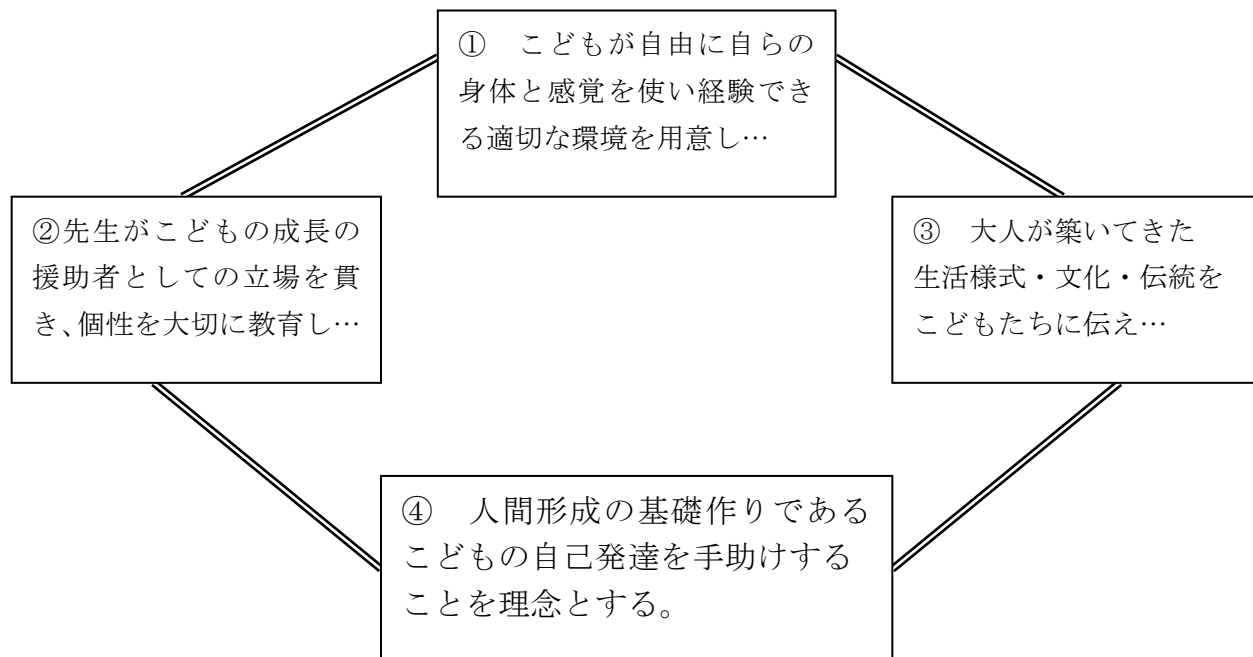 ① こどもが自由に自らの
身体と感覚を使い経験でき
る適切な環境を用意し…
②先生がこどもの成長の
援助者としての立場を貫
き、個性を大切に教育し…
③ 大人が築いてきた
生活様式・文化・伝統を
こどもたちに伝え…
④ 人間形成の基礎作りである
こどもの自己発達を手助けする
ことを理念とする。